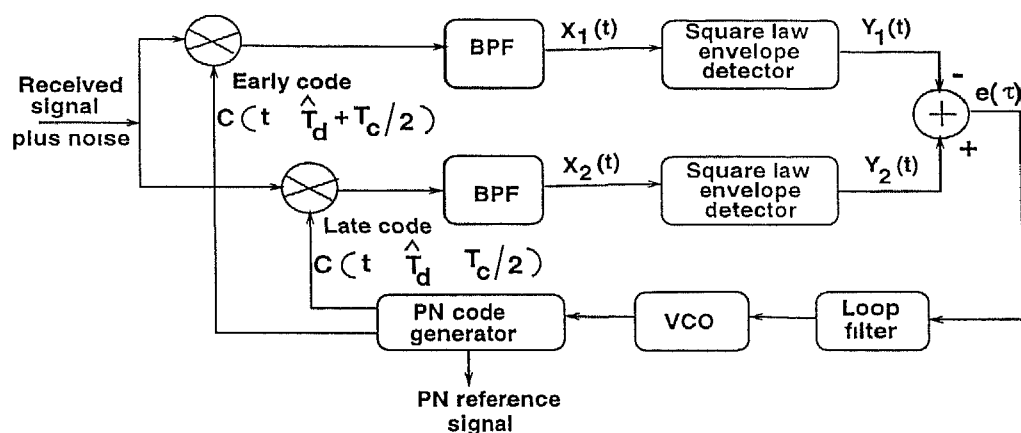 Received
signal
plus noise
Early code
C(t T̂d+Tc/2)
BPF
X1(t)
Square law
envelope
detector
Y1(t)
-
+
e(τ)
+
Late code
C(t T̂d Tc/2)
BPF
X2(t)
Square law
envelope
detector
Y2(t)
PN code
generator
VCO
Loop
filter
PN reference
signal